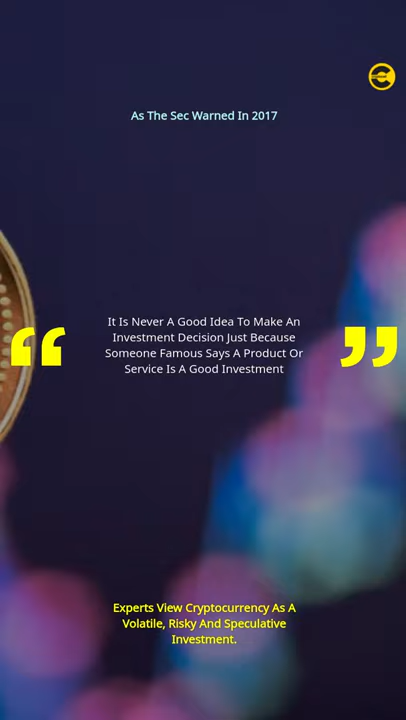 As The Sec Warned In 2017
“ It Is Never A Good Idea To Make An ”
Investment Decision Just Because
Someone Famous Says A Product Or
Service Is A Good Investment
Experts View Cryptocurrency As A
Volatile, Risky And Speculative
Investment.